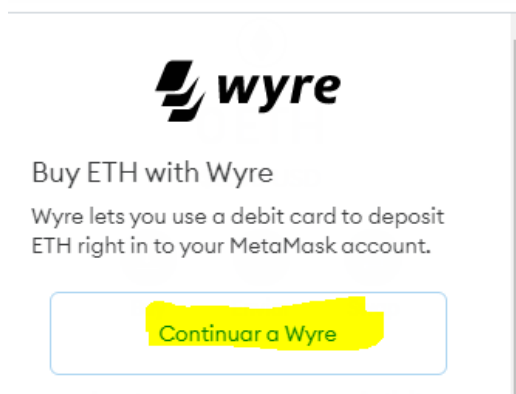 wyre
Buy ETH with Wyre
Wyre lets you use a debit card to deposit
ETH right in to your MetaMask account.
Continuar a Wyre